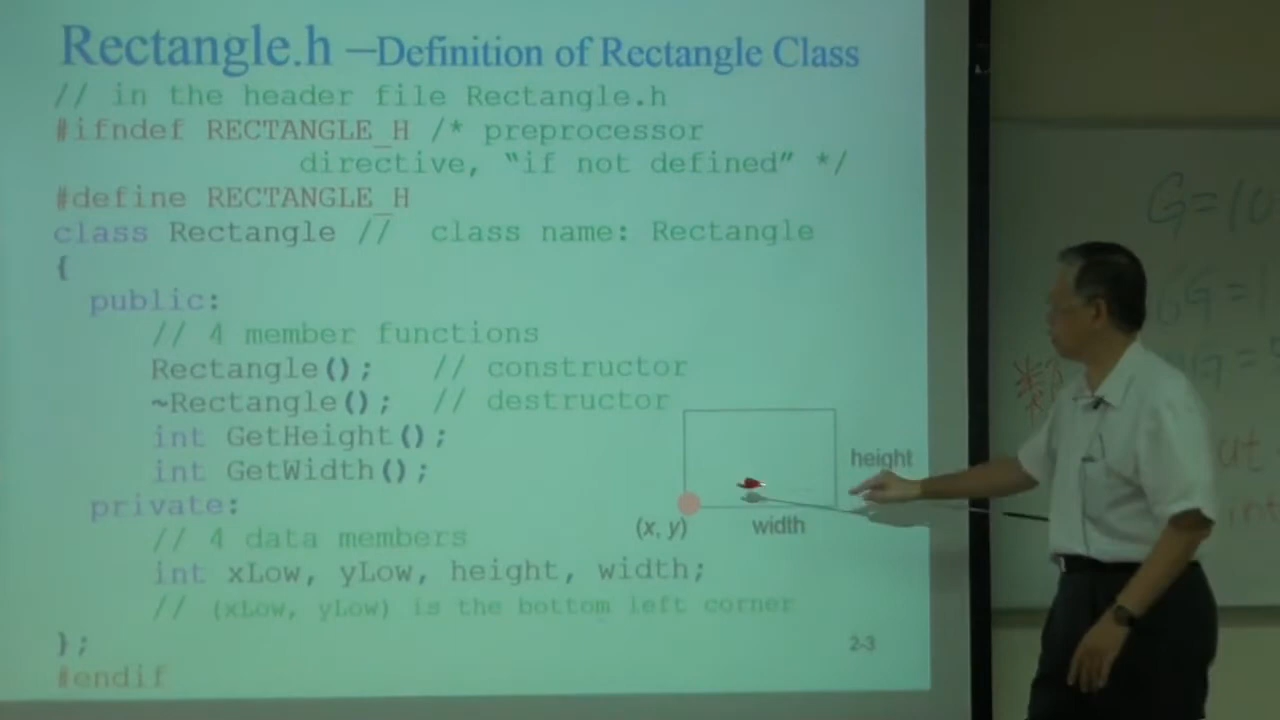 Rectangle.h –Definition of Rectangle Class
// in the header file Rectangle.h
#ifndef RECTANGLE_H /* preprocessor
directive, “if not defined” */
#define RECTANGLE_H
class Rectangle // class name: Rectangle
{
public:
// 4 member functions
Rectangle(); // constructor
~Rectangle(); // destructor
int GetHeight();
int GetWidth();
private:
// 4 data members
int xLow, yLow, height, width;
// (xLow, yLow) is the bottom left corner
};
#endif
height
(x, y)
width
2-3
G=10